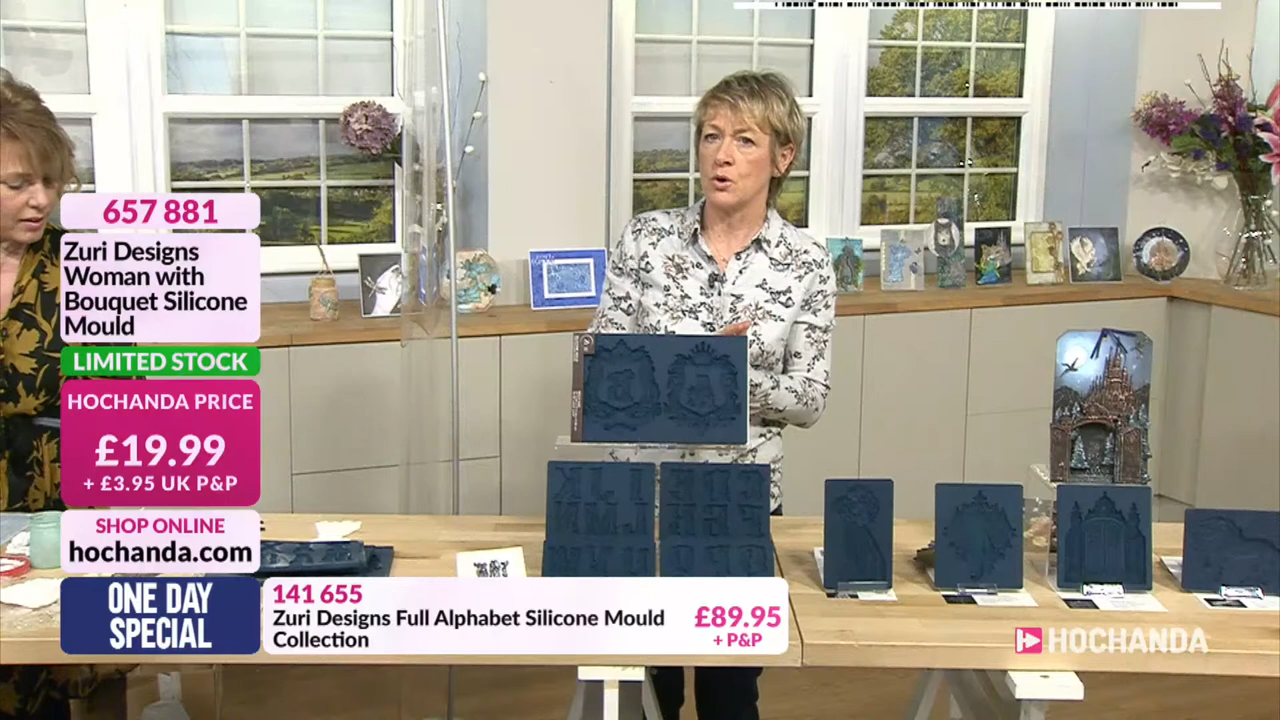 657 881
Zuri Designs
Woman with
Bouquet Silicone
Mould
LIMITED STOCK
HOCHANDA PRICE
£19.99
+ £3.95 UK P&P
SHOP ONLINE
hochanda.com
ONE DAY
SPECIAL
141 655
Zuri Designs Full Alphabet Silicone Mould
Collection
£89.95
+ P&P
HOCHANDA